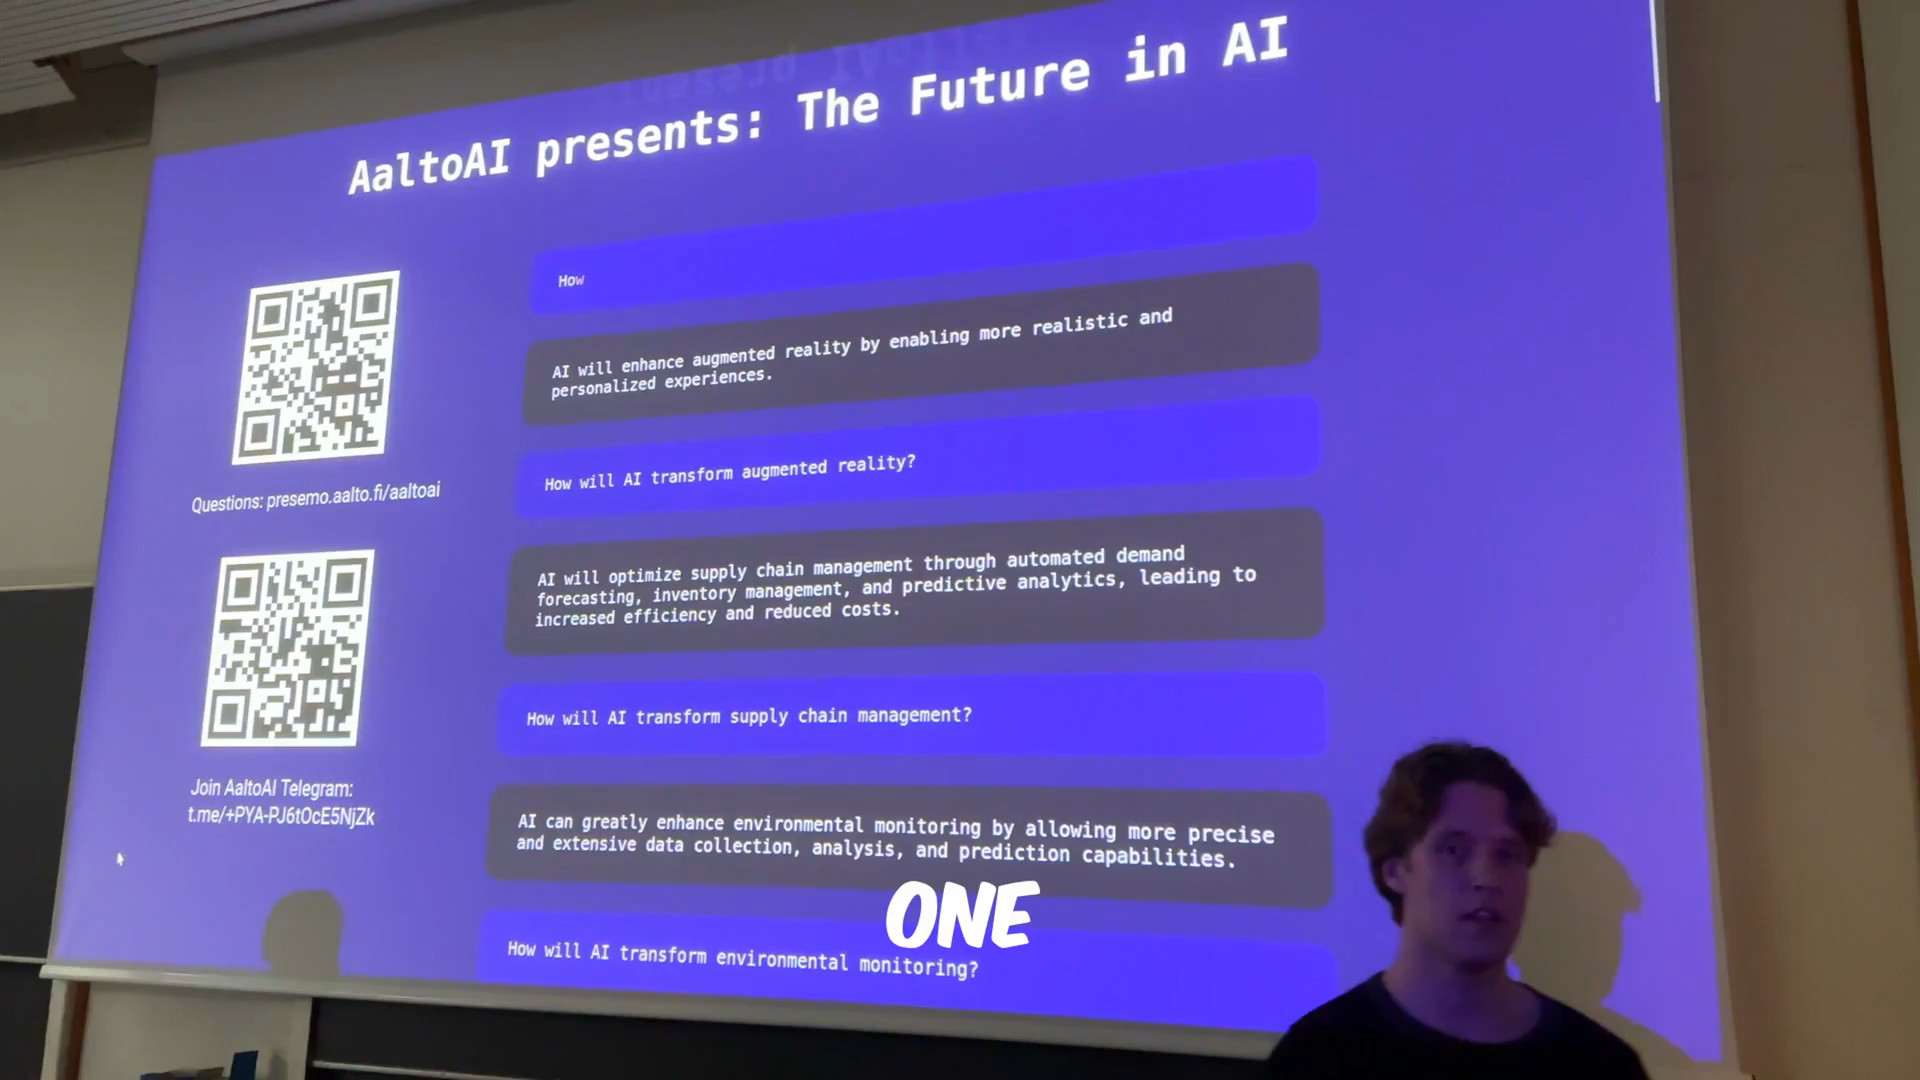 AaltoAI presents: The Future in AI
How
AI will enhance augmented reality by enabling more realistic and
personalized experiences.
How will AI transform augmented reality?
AI will optimize supply chain management through automated demand
forecasting, inventory management, and predictive analytics, leading to
increased efficiency and reduced costs.
How will AI transform supply chain management?
AI can greatly enhance environmental monitoring by allowing more precise
and extensive data collection, analysis, and prediction capabilities.
How will AI transform environmental monitoring?
Questions: presemo.aalto.fi/aaltoai
Join AaltoAI Telegram:
t.me/+PYA-PJ6tOcE5NjZk
ONE